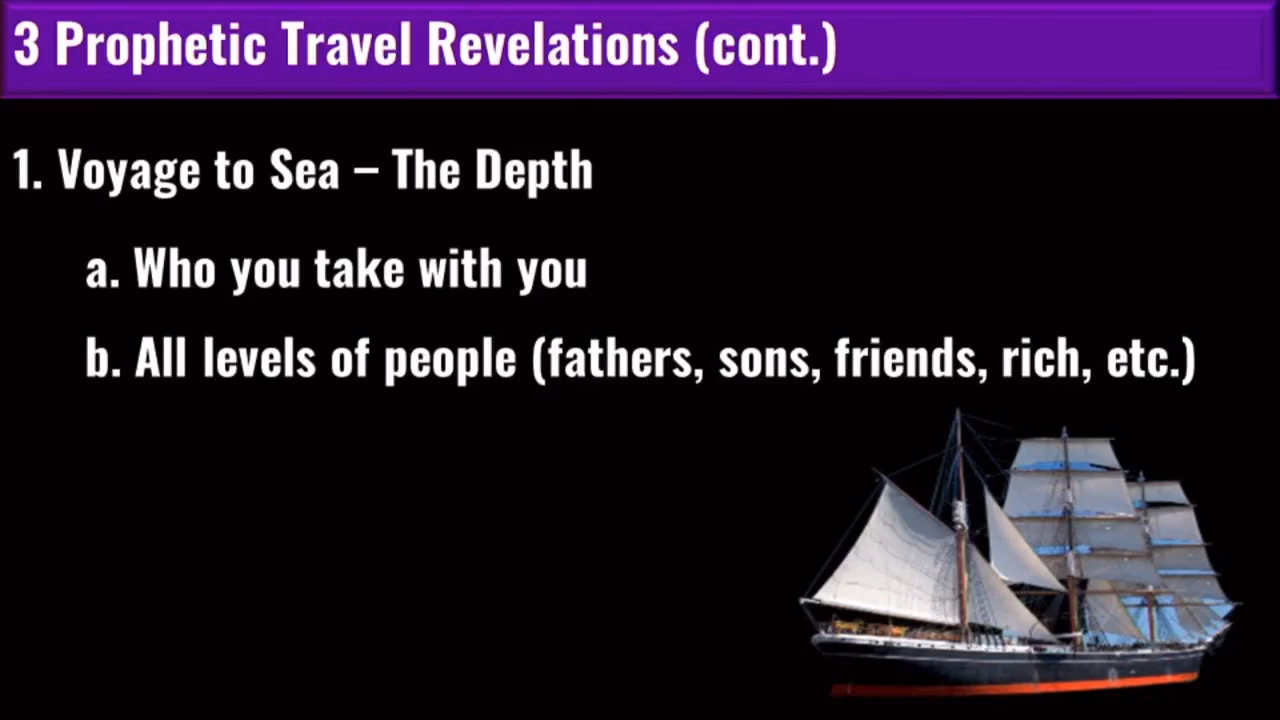 3 Prophetic Travel Revelations (cont.)
1. Voyage to Sea – The Depth
a. Who you take with you
b. All levels of people (fathers, sons, friends, rich, etc.)